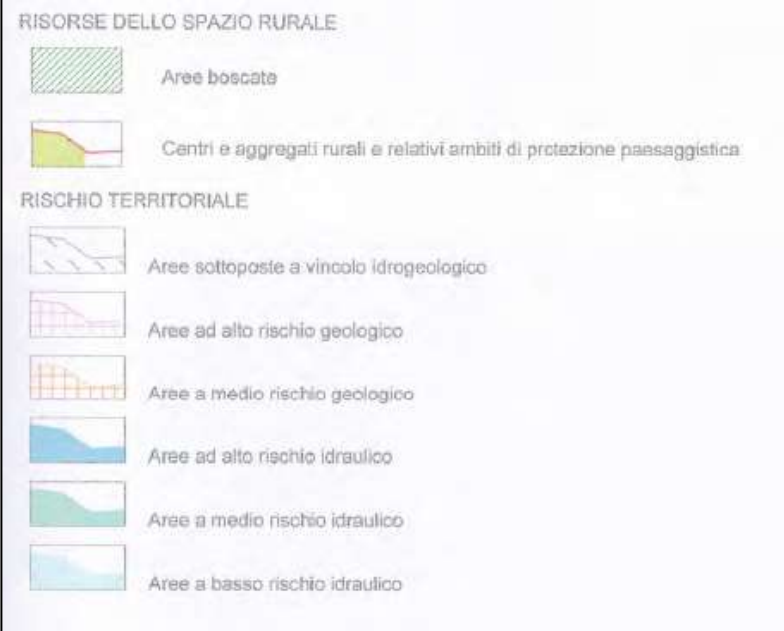 RISORSE DELLO SPAZIO RURALE
Aree boscate
Centri e aggregati rurali e relativi ambiti di protezione paesaggistica
RISCHIO TERRITORIALE
Aree sottoposte a vincolo idrogeologico
Aree ad alto rischio geologico
Aree a medio rischio geologico
Aree ad alto rischio idraulico
Aree a medio rischio idraulico
Aree a basso rischio idraulico